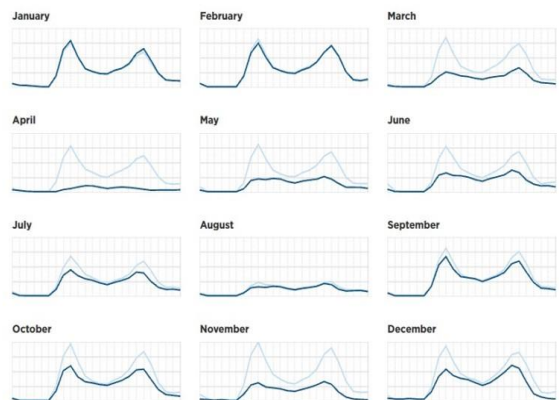 January
February
March
April
May
June
July
August
September
October
November
December